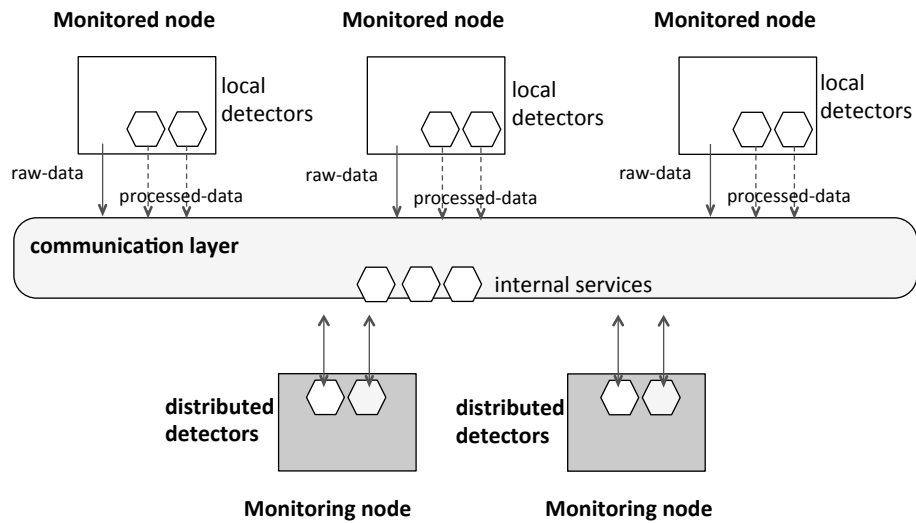 Monitored node
Monitored node
Monitored node
local
detectors
local
detectors
local
detectors
raw-data
processed-data
raw-data
processed-data
raw-data
processed-data
communication layer
internal services
distributed
detectors
distributed
detectors
Monitoring node
Monitoring node